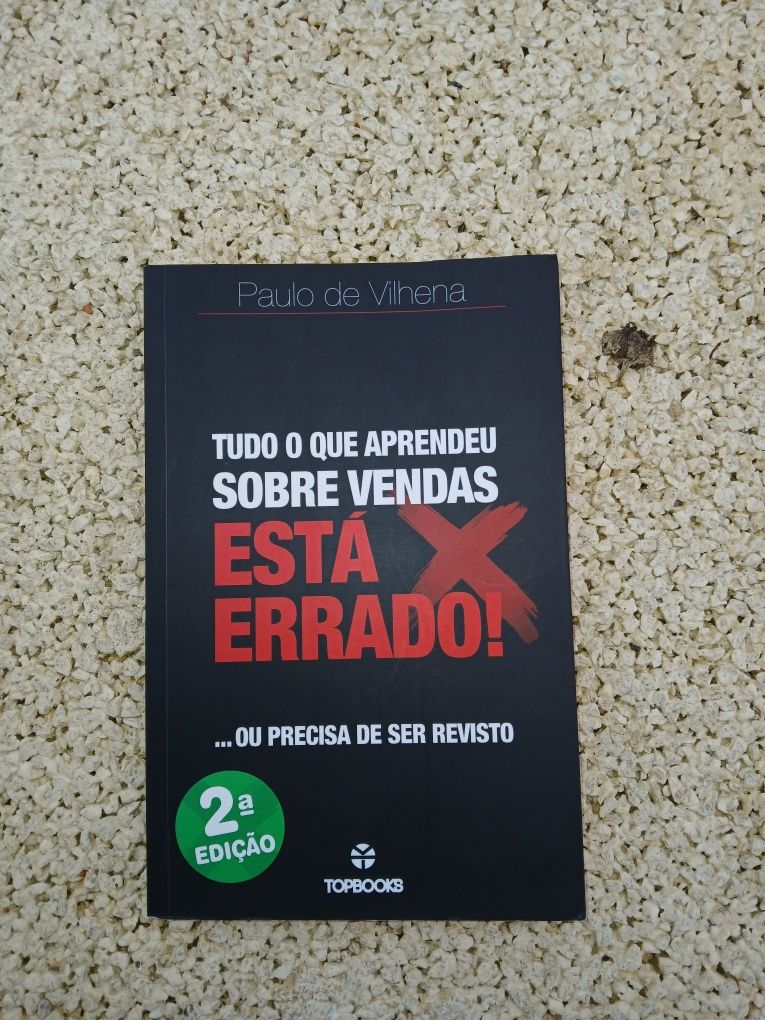 Paulo de Vilhena
TUDO O QUE APRENDEU
SOBRE VENDAS
ESTÁ
ERRADO!
... OU PRECISA DE SER REVISTO
2ª
EDIÇÃO
TOPBOOKS